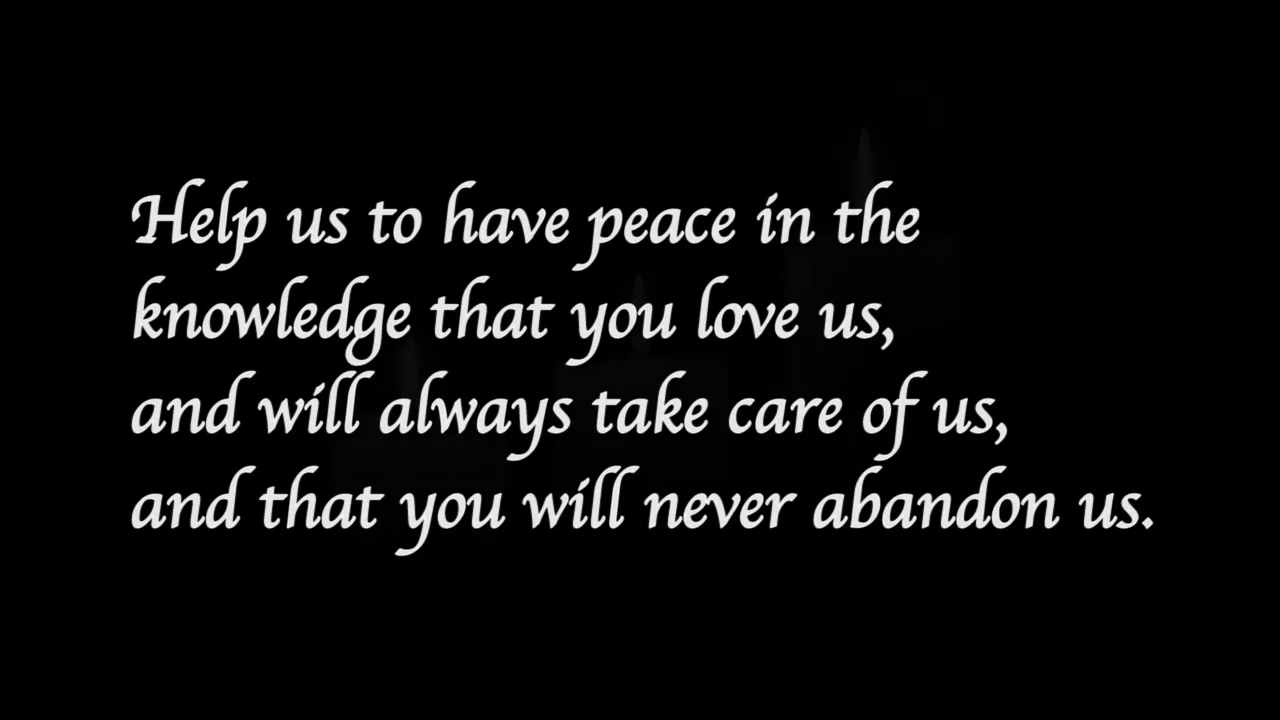 Help us to have peace in the
knowledge that you love us,
and will always take care of us,
and that you will never abandon us.